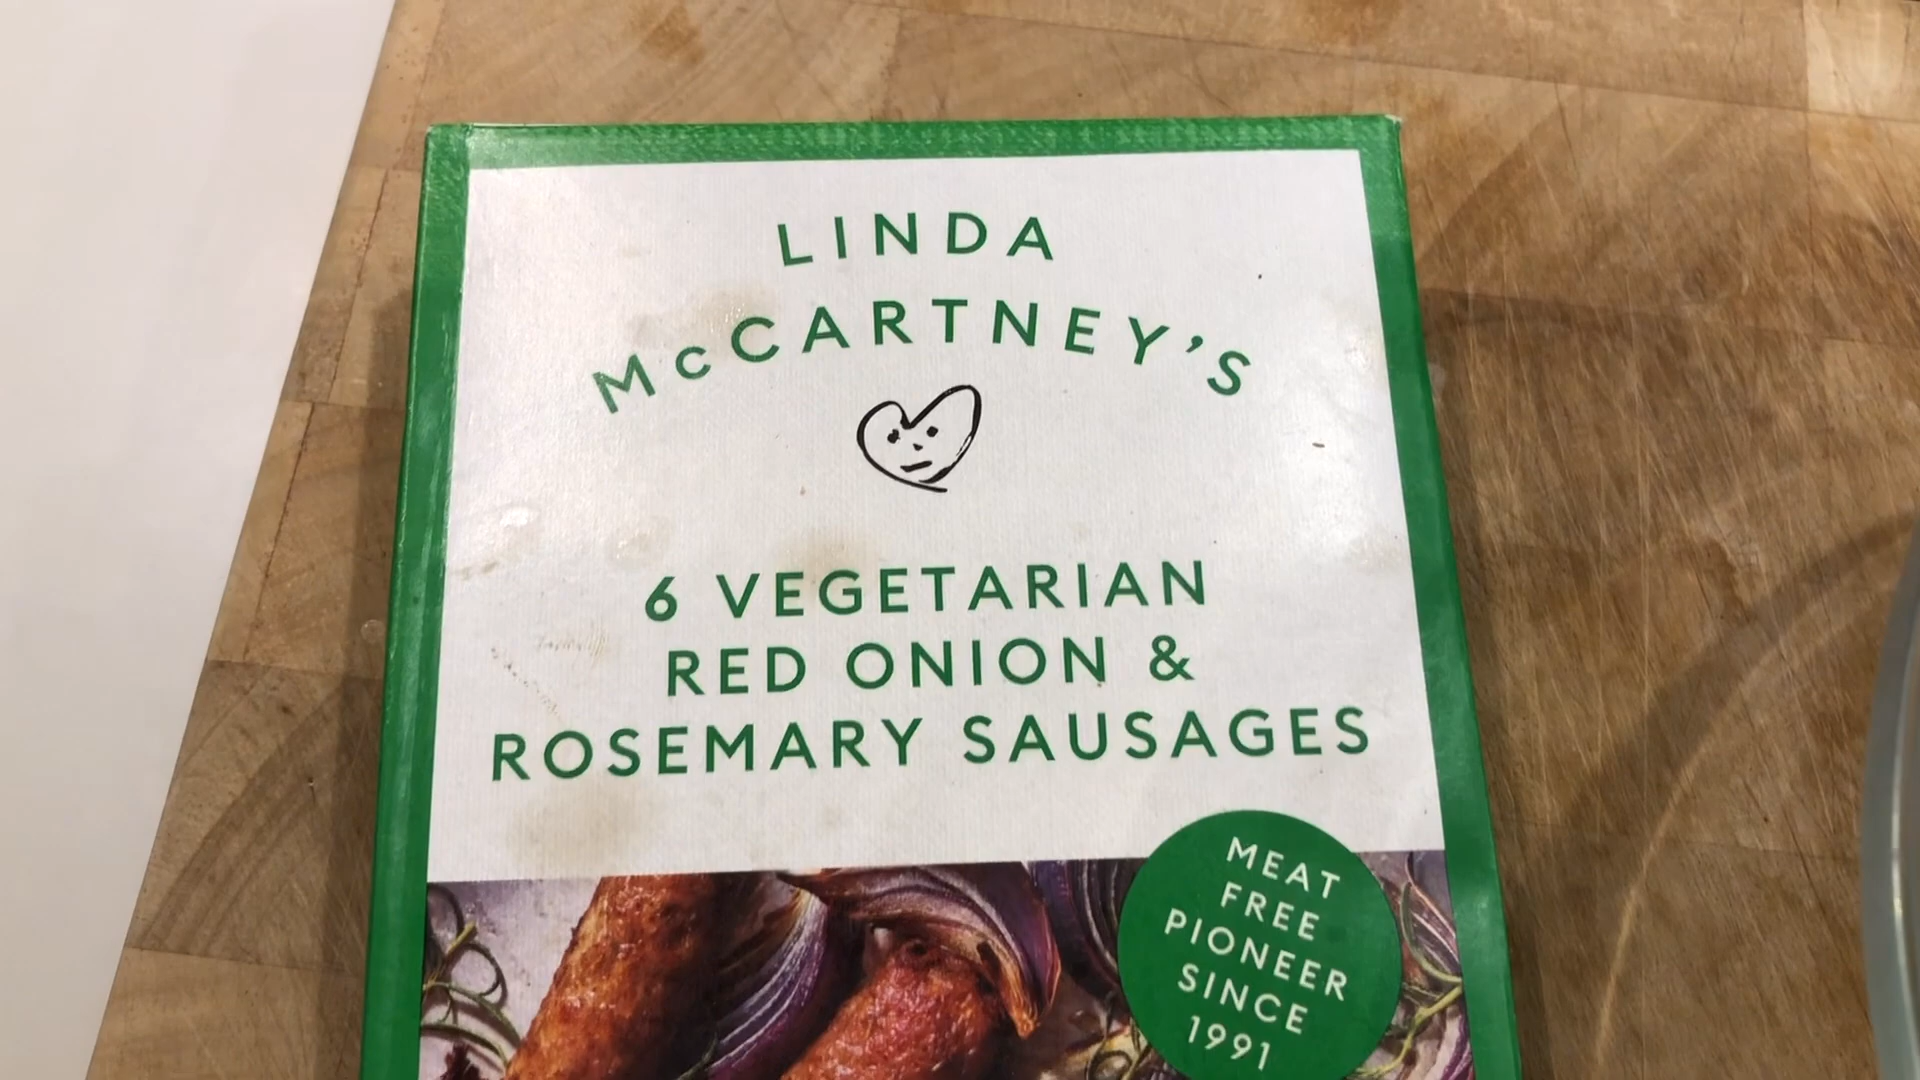 LINDA
McCARTNEY'S
6 VEGETARIAN
RED ONION &
ROSEMARY SAUSAGES
MEAT
FREE
PIONEER
SINCE
1991